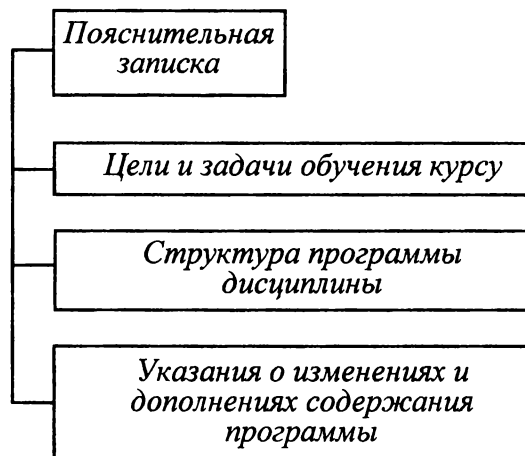 Пояснительная
записка
Цели и задачи обучения курсу
Структура программы
дисциплины
Указания о изменениях и
дополнениях содержания
программы